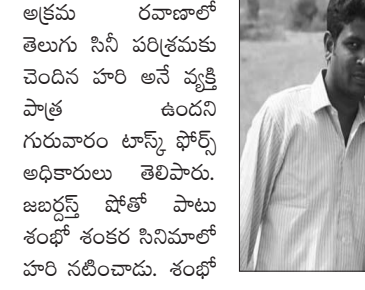 అక్రమ రవాణాలో
తెలుగు సినీ పరిశ్రమకు
చెందిన హరి అనే వ్యక్తి
పాత్ర ఉందని
గురువారం టాస్క్ ఫోర్స్
అధికారులు తెలిపారు.
జబర్దస్త్ షోతో పాటు
శంభో శంకర సినిమాలో
హరి నటించాడు. శంభో